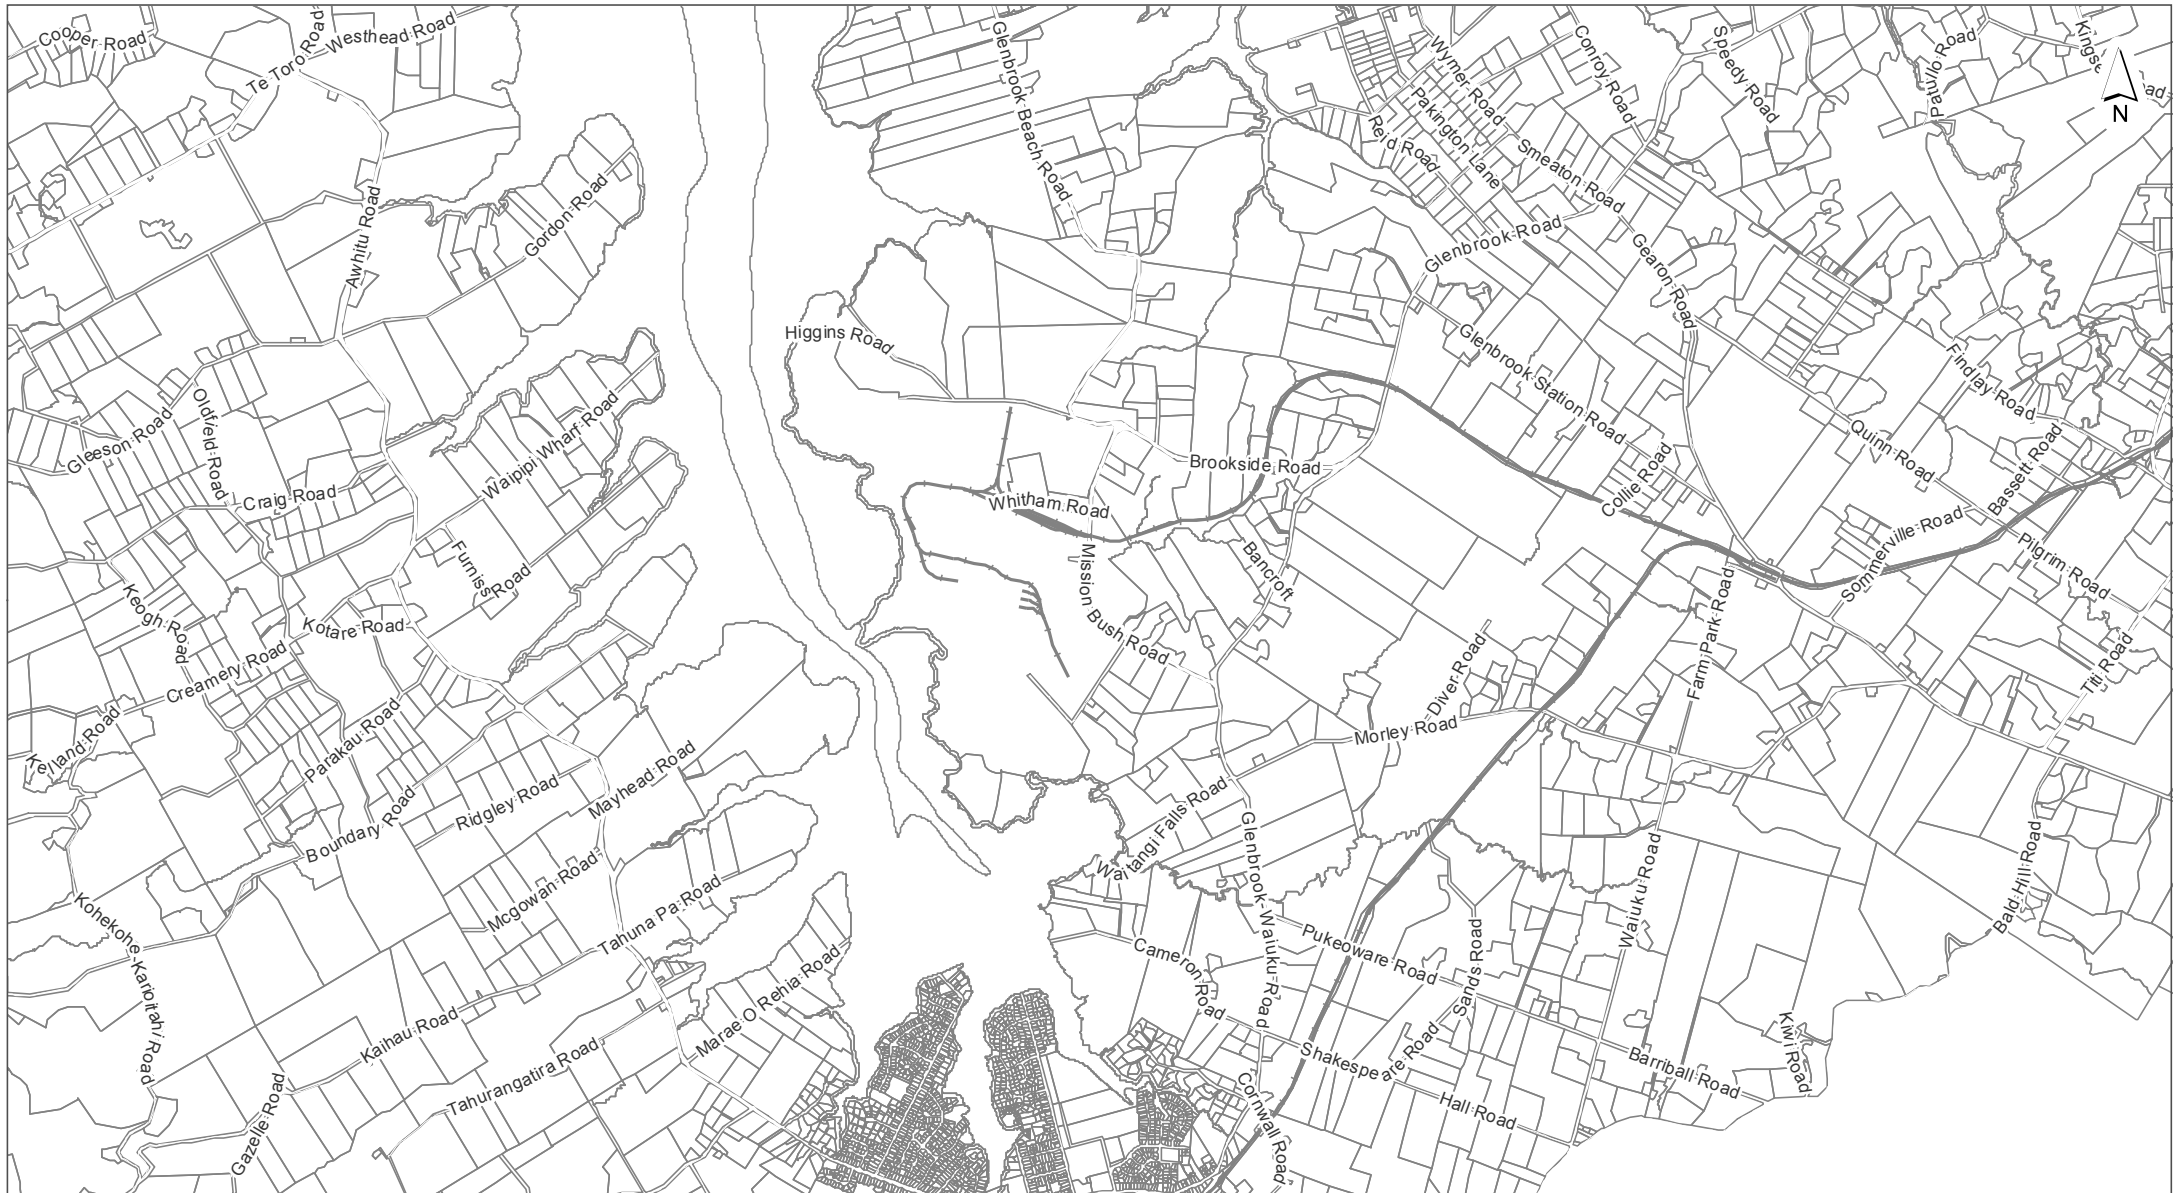 Cooper Road
Westhead Road
Te Toro Roa
Glenbrook Beach Road
Wymer Road
Conroy Road
Speedy Road
Patullo Road
Kingse
ad
N
Pakington Lane
Reid Road
Smeaton Road
Awhitu Road
Gordon Road
Glenbrook Road
Gearon Road
Higgins Road
Glenbrook Station Road
Findlay Road
Oldfield Road
Gleeson Road
Waipipi Wharf Road
Quinn Road
Bassett Road
Brookside Road
Collie Road
Craig Road
Whitham Road
Sommerville Road
Pilgrim Road
Furniss Road
Bancroft
Mission Bush Road
Keogh Road
Kotare Road
Farm Park Road
Titi Road
Creamery Road
Diver Road
Morley Road
Kelland Road
Parakau Road
Mayhead Road
Ridgley Road
Boundary Road
Waitangi Falls Road
Glenbrook-Waiuku Road
Waiuku Road
Bald Hill Road
Mcgowan Road
Tahuna Pa Road
Kohekohe-Karioitahi Road
Cameron Road
Pukeoware Road
Sands Road
Marae O Rehia Road
Kaihau Road
Tahurangatira Road
Shakespeare Road
Barriball Road
Kiwi Road
Hall Road
Cornwall Road
Gazelle Road